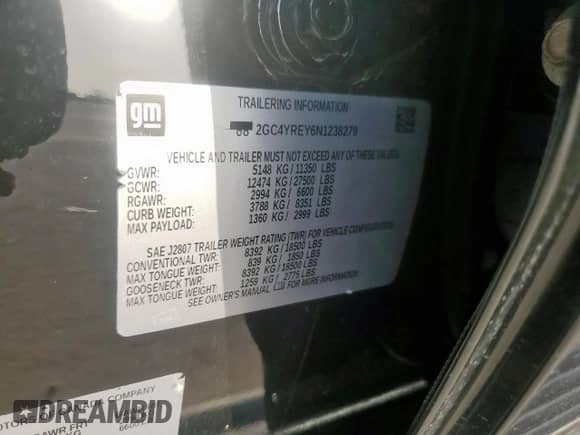 gm
TRAILERING INFORMATION
2GC4YREY6N1238279
VEHICLE AND TRAILER MUST NOT EXCEED ANY OF THESE VALUES
GVWR: 5148 KG / 11350 LBS
GCWR: 12474 KG / 27500 LBS
RGAWR: 2994 KG / 6600 LBS
CURB WEIGHT: 3788 KG / 8351 LBS
MAX PAYLOAD: 1360 KG / 2999 LBS
SAE J2807 TRAILER WEIGHT RATING (TWR) FOR VEHICLE CONFIGURATION
CONVENTIONAL TWR: 8392 KG / 18500 LBS
MAX TONGUE WEIGHT: 839 KG / 1850 LBS
GOOSENECK TWR: 8392 KG / 18500 LBS
MAX TONGUE WEIGHT: 1258 KG / 2775 LBS
SEE OWNER'S MANUAL FOR MORE INFORMATION
COMPANY
DREAMBID